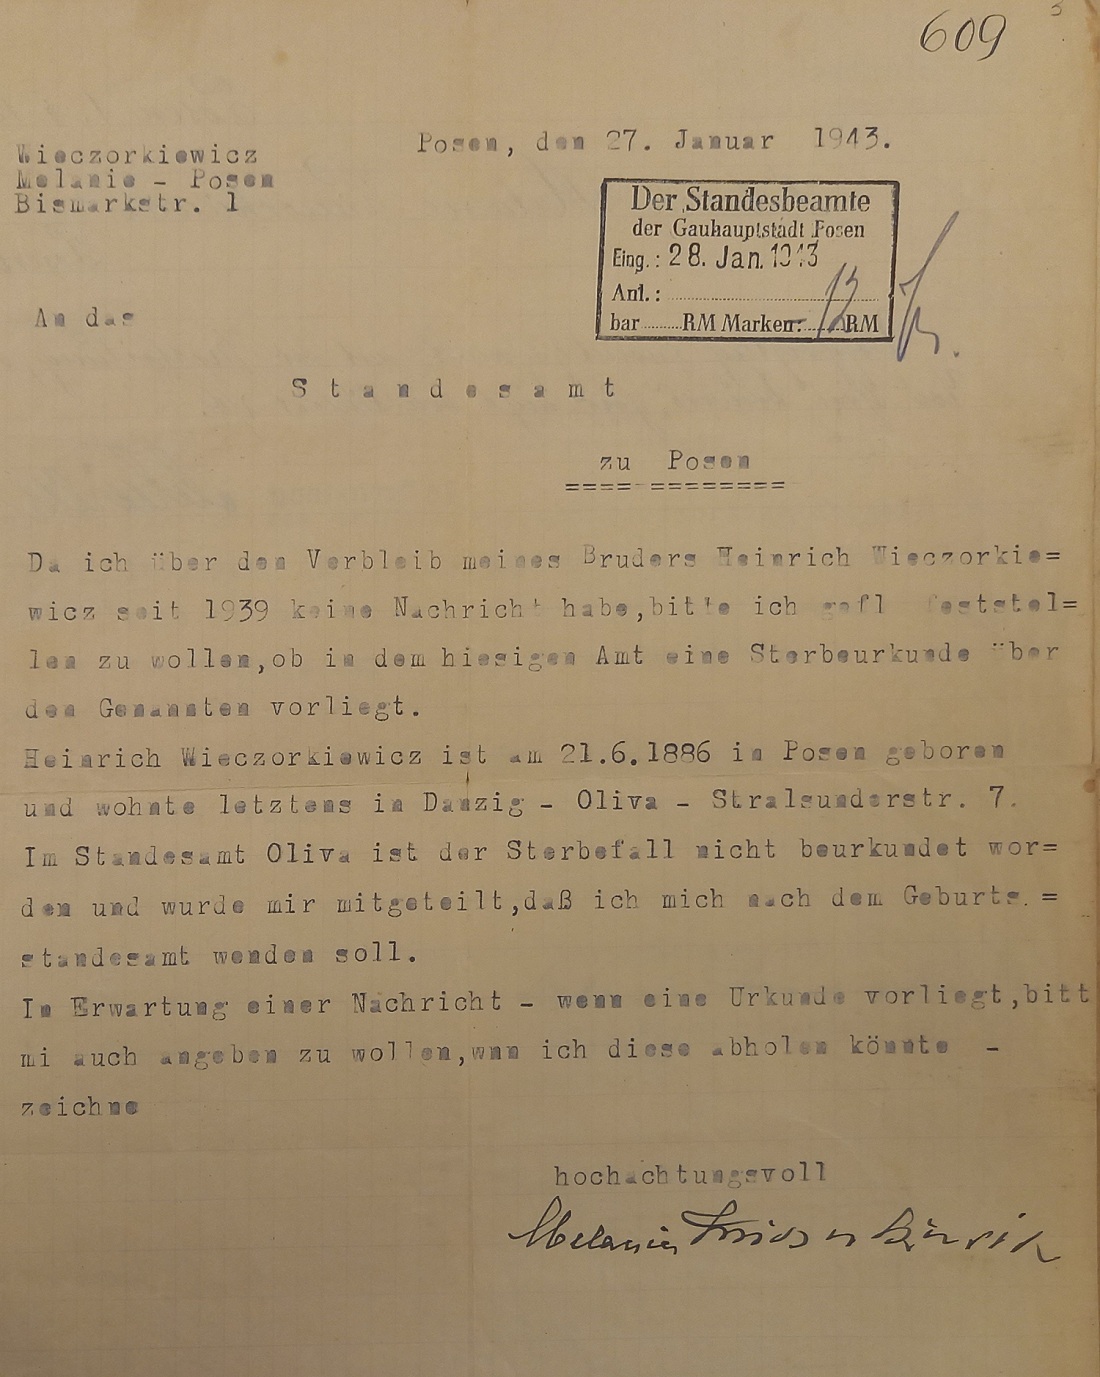 609
Posen, den 27. Januar 1943.
Wieczorkiewicz
Melanie - Posen
Bismarkstr. 1
Der Standesbeamte
der Gauhauptstadt Posen
Eing.: 28. Jan. 1943
Anl.:
bar RM Marken: RM
An das
Standesamt
zu Posen
==== ========
Da ich über den Verbleib meines Bruders Heinrich Wieczorkie=
wicz seit 1939 keine Nachricht habe,bitte ich gefl feststel=
len zu wollen,ob in dem hiesigen Amt eine Sterbeurkunde über
den Genannten vorliegt.
Heinrich Wieczorkiewicz ist am 21.6.1886 in Posen geboren
und wohnte letztens in Danzig - Oliva - Stralsunderstr. 7.
Im Standesamt Oliva ist der Sterbefall nicht beurkundet wor=
den und wurde mir mitgeteilt,daß ich mich nach dem Geburts.=
standesamt wenden soll.
In Erwartung einer Nachricht - wenn eine Urkunde vorliegt,bitt
mi auch angeben zu wollen,wnn ich diese abholen könnte -
zeichne
hochachtungsvoll
Melanie